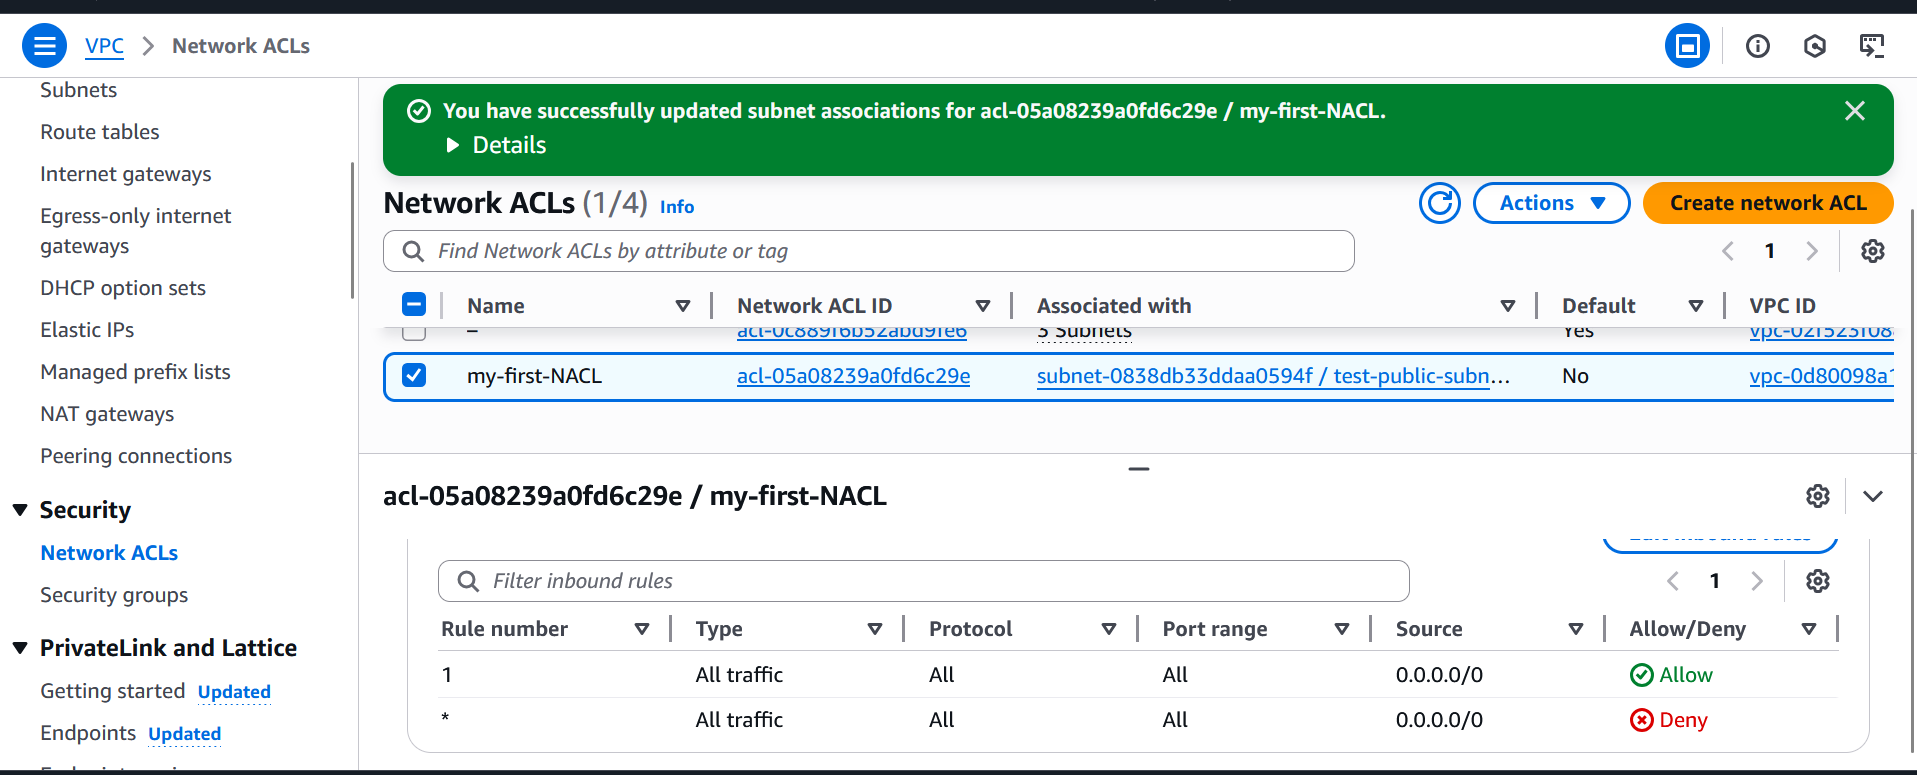 VPC > Network ACLs
Subnets
Route tables
Internet gateways
Egress-only internet
gateways
DHCP option sets
Elastic IPs
Managed prefix lists
NAT gateways
Peering connections
Security
Network ACLs
Security groups
PrivateLink and Lattice
Getting started Updated
Endpoints Updated
You have successfully updated subnet associations for acl-05a08239a0fd6c29e / my-first-NACL.
Details
Network ACLs (1/4) Info
Actions
Create network ACL
Find Network ACLs by attribute or tag
1
Name Network ACL ID Associated with Default VPC ID
– acl-0c889f6b52abd9fe6 3 Subnets Yes
my-first-NACL acl-05a08239a0fd6c29e subnet-0838db33ddaa0594f / test-public-subn... No vpc-0d80098a1
acl-05a08239a0fd6c29e / my-first-NACL
Filter inbound rules
1
Rule number Type Protocol Port range Source Allow/Deny
1 All traffic All All 0.0.0.0/0 Allow
* All traffic All All 0.0.0.0/0 Deny